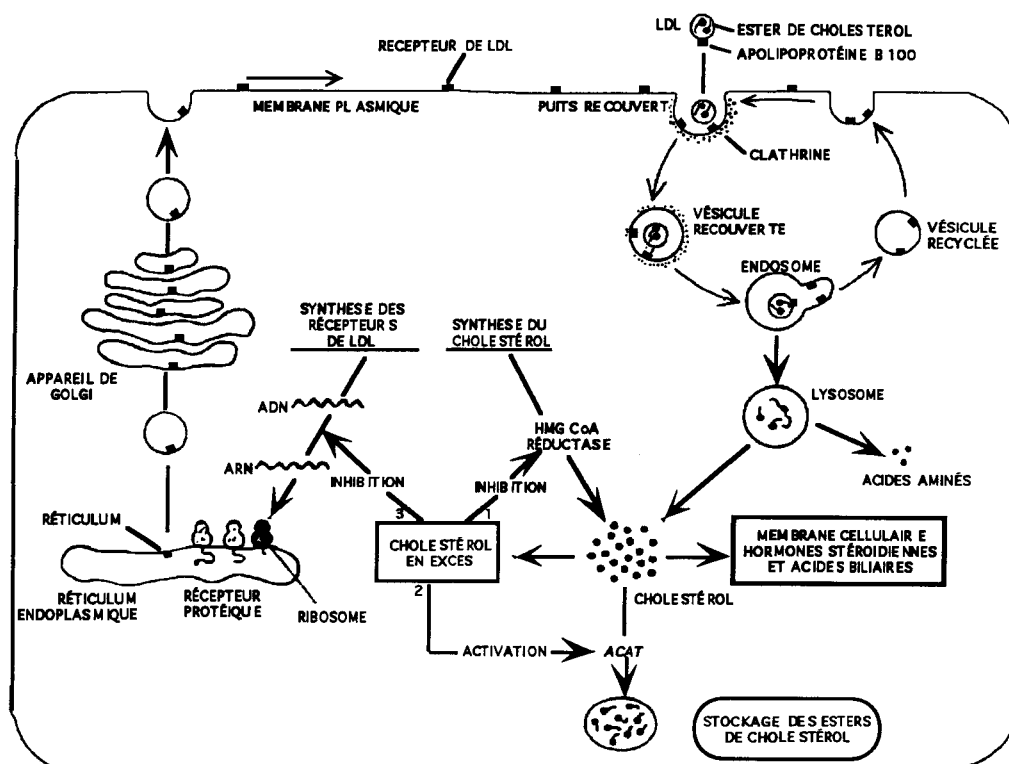 LDL
ESTER DE CHOLESTEROL
APOLIPOPROTÉINE B 100
RECEPTEUR DE LDL
MEMBRANE PLASMIQUE
PUITS RECOUVERT
CLATHRINE
VÉSICULE
RECOUVERTE
VÉSICULE
RECYCLÉE
ENDOSOME
SYNTHESE DES
RÉCEPTEURS
DE LDL
SYNTHESE DU
CHOLESTÉROL
APPAREIL DE
GOLGI
LYSOSOME
ADN
HMG CoA
RÉDUCTASE
ARN
INHIBITION
INHIBITION
ACIDES AMINÉS
3
1
RÉTICULUM
CHOLESTÉROL
EN EXCES
MEMBRANE CELLULAIRE
HORMONES STÉROIDIENNES
ET ACIDES BILIAIRES
2
RÉTICULUM
ENDOPLASMIQUE
RÉCEPTEUR
PROTÉIQUE
RIBOSOME
CHOLESTÉROL
ACTIVATION
ACAT
STOCKAGE DES ESTERS
DE CHOLESTÉROL